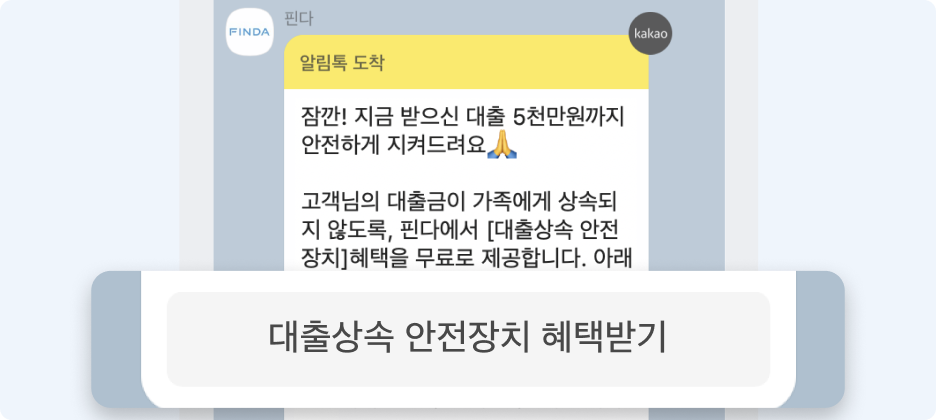 FINDA
핀다
kakao
알림톡 도착
잠깐! 지금 받으신 대출 5천만원까지
안전하게 지켜드려요🙏
고객님의 대출금이 가족에게 상속되
지 않도록, 핀다에서 [대출상속 안전
장치]혜택을 무료로 제공합니다. 아래
대출상속 안전장치 혜택받기